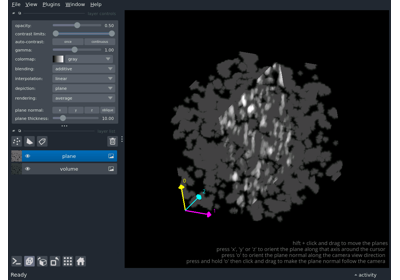 File View Plugins Window Help
opacity: 0.50
contrast limits:
auto-contrast: once continuous
gamma: 1.00
colormap: gray
blending: additive
interpolation: linear
depiction: plane
rendering: average
plane normal: x y z oblique
plane thickness: 10.00
plane
volume
0
shift + click and drag to move the planes
press 'x', 'y' or 'z' to orient the plane along that axis around the cursor
press 'o' to orient the plane normal along the camera view direction
press and hold 'o' then click and drag to make the plane normal follow the camera
Ready activity